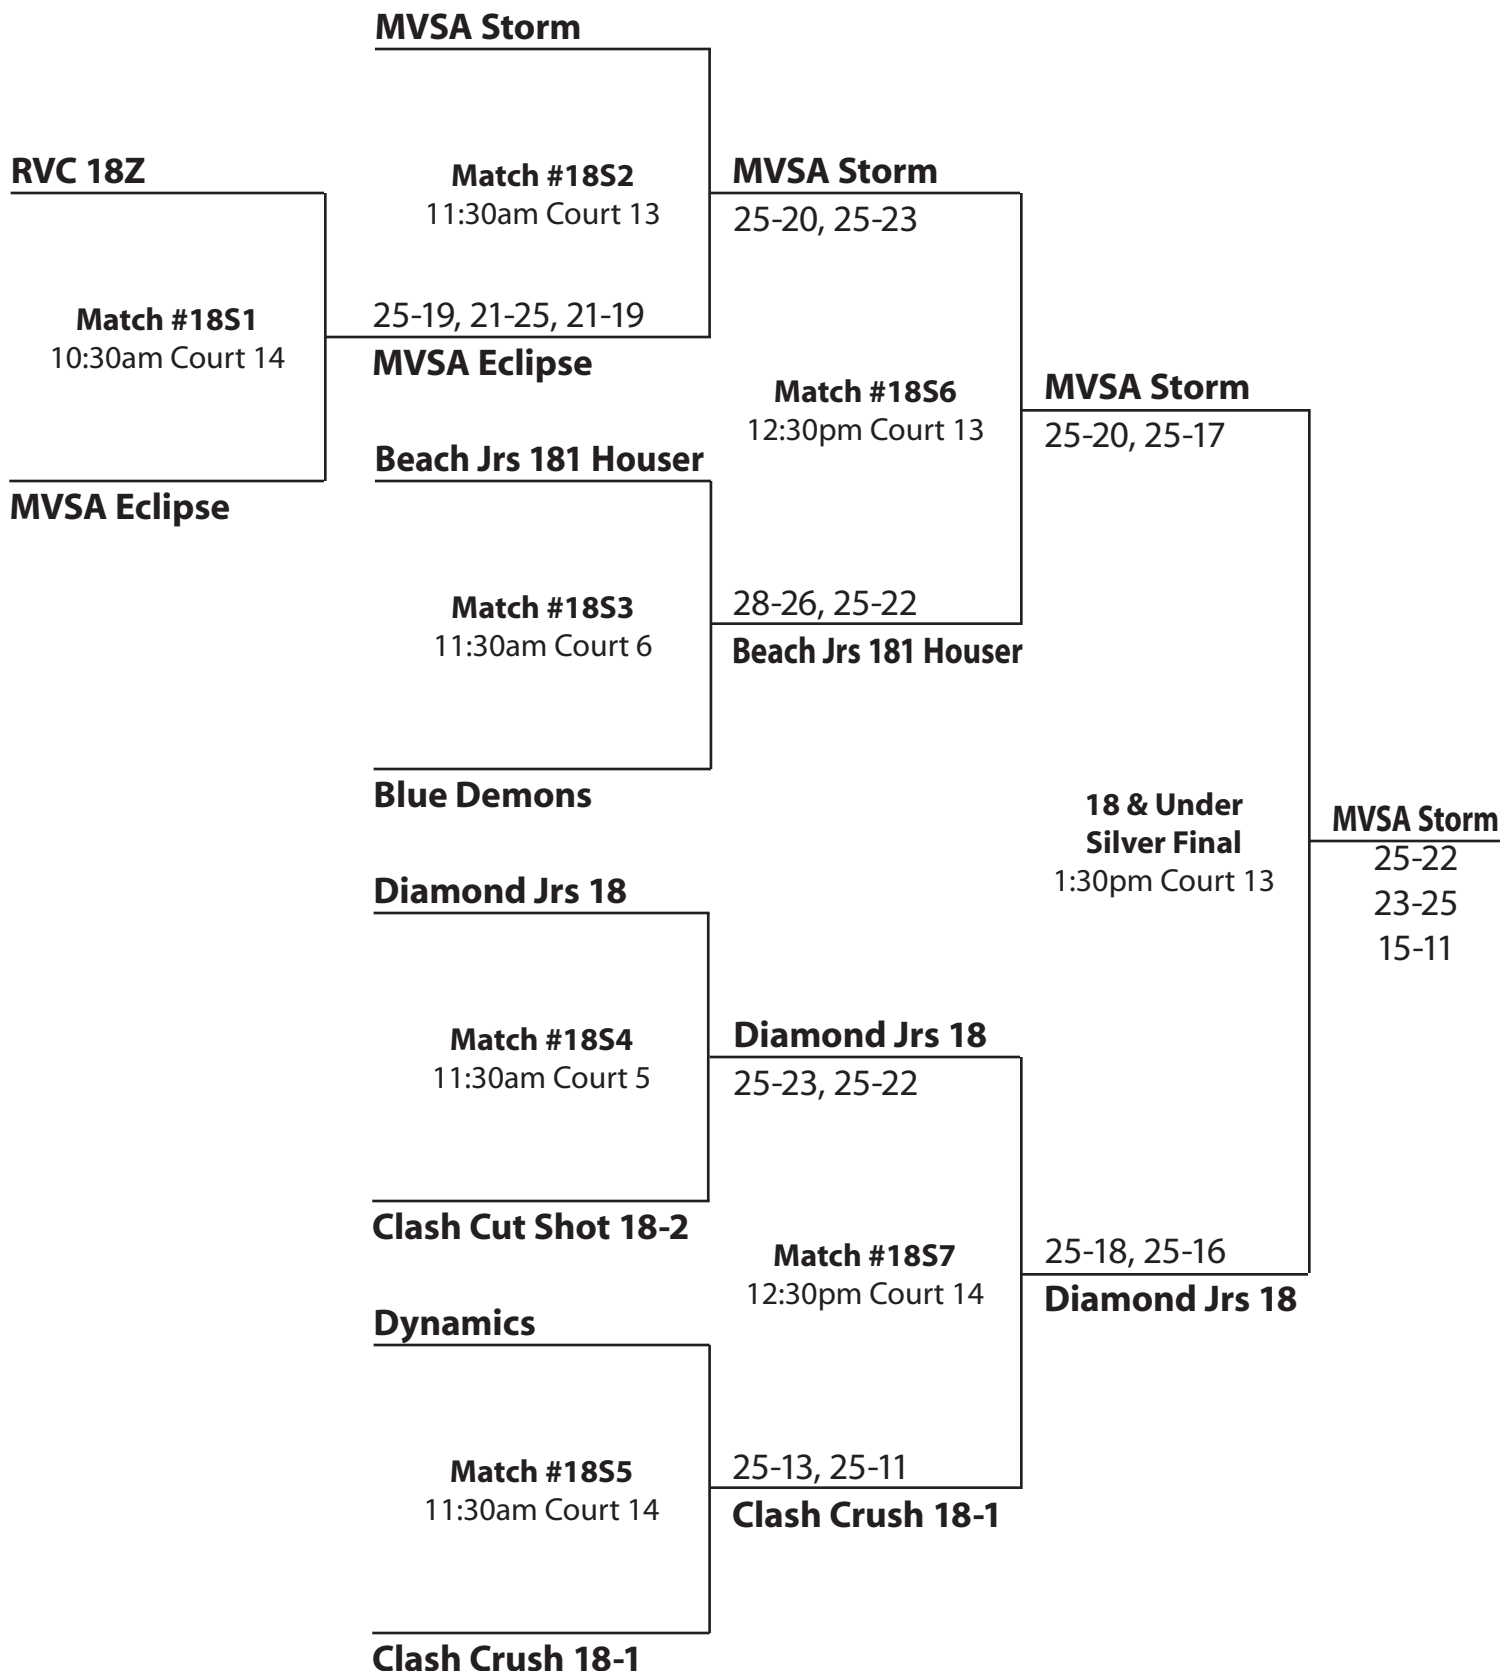 MVSA Storm
RVC 18Z
Match #18S2
11:30am Court 13
MVSA Storm
25-20, 25-23
Match #18S1
10:30am Court 14
25-19, 21-25, 21-19
MVSA Eclipse
Match #18S6
12:30pm Court 13
MVSA Storm
25-20, 25-17
Beach Jrs 181 Houser
MVSA Eclipse
Match #18S3
11:30am Court 6
28-26, 25-22
Beach Jrs 181 Houser
Blue Demons
18 & Under
Silver Final
1:30pm Court 13
MVSA Storm
25-22
23-25
15-11
Diamond Jrs 18
Match #18S4
11:30am Court 5
Diamond Jrs 18
25-23, 25-22
Clash Cut Shot 18-2
Match #18S7
12:30pm Court 14
25-18, 25-16
Diamond Jrs 18
Dynamics
Match #18S5
11:30am Court 14
25-13, 25-11
Clash Crush 18-1
Clash Crush 18-1